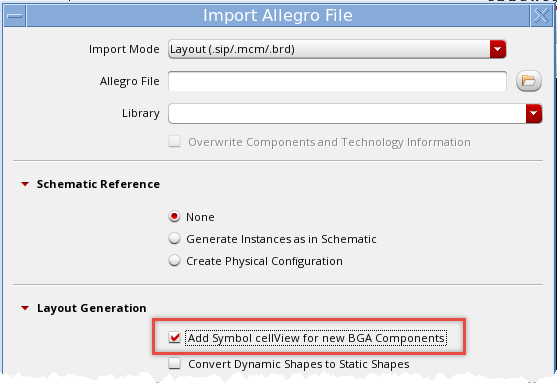 Import Allegro File
Import Mode Layout (.sip/.mcm/.brd)
Allegro File
Library
Overwrite Components and Technology Information
Schematic Reference
None
Generate Instances as in Schematic
Create Physical Configuration
Layout Generation
Add Symbol cellView for new BGA Components
Convert Dynamic Shapes to Static Shapes